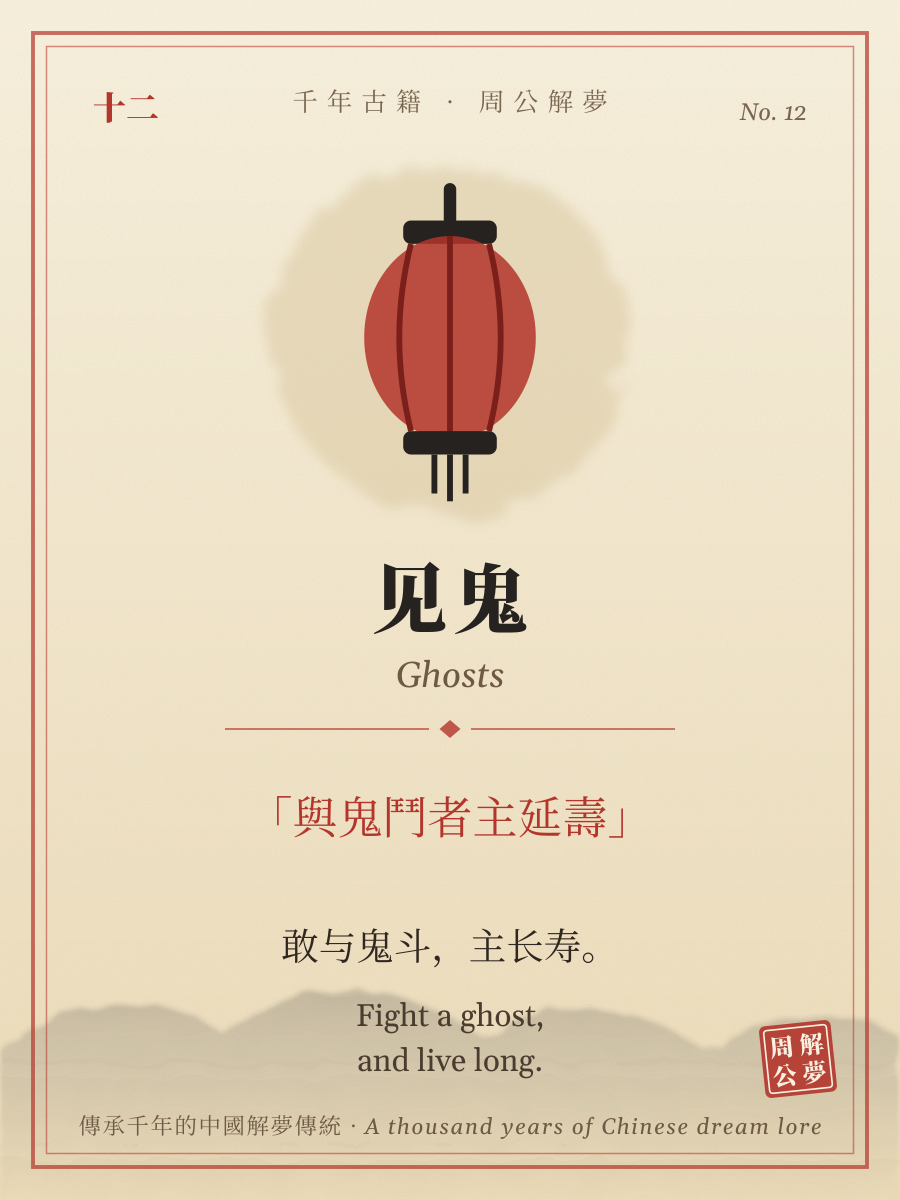 十二
千年古籍 · 周公解夢
No. 12
见鬼
Ghosts
「與鬼鬥者主延壽」
敢与鬼斗，主长寿。
Fight a ghost,
and live long.
周解
公夢
傳承千年的中國解夢傳統 · A thousand years of Chinese dream lore